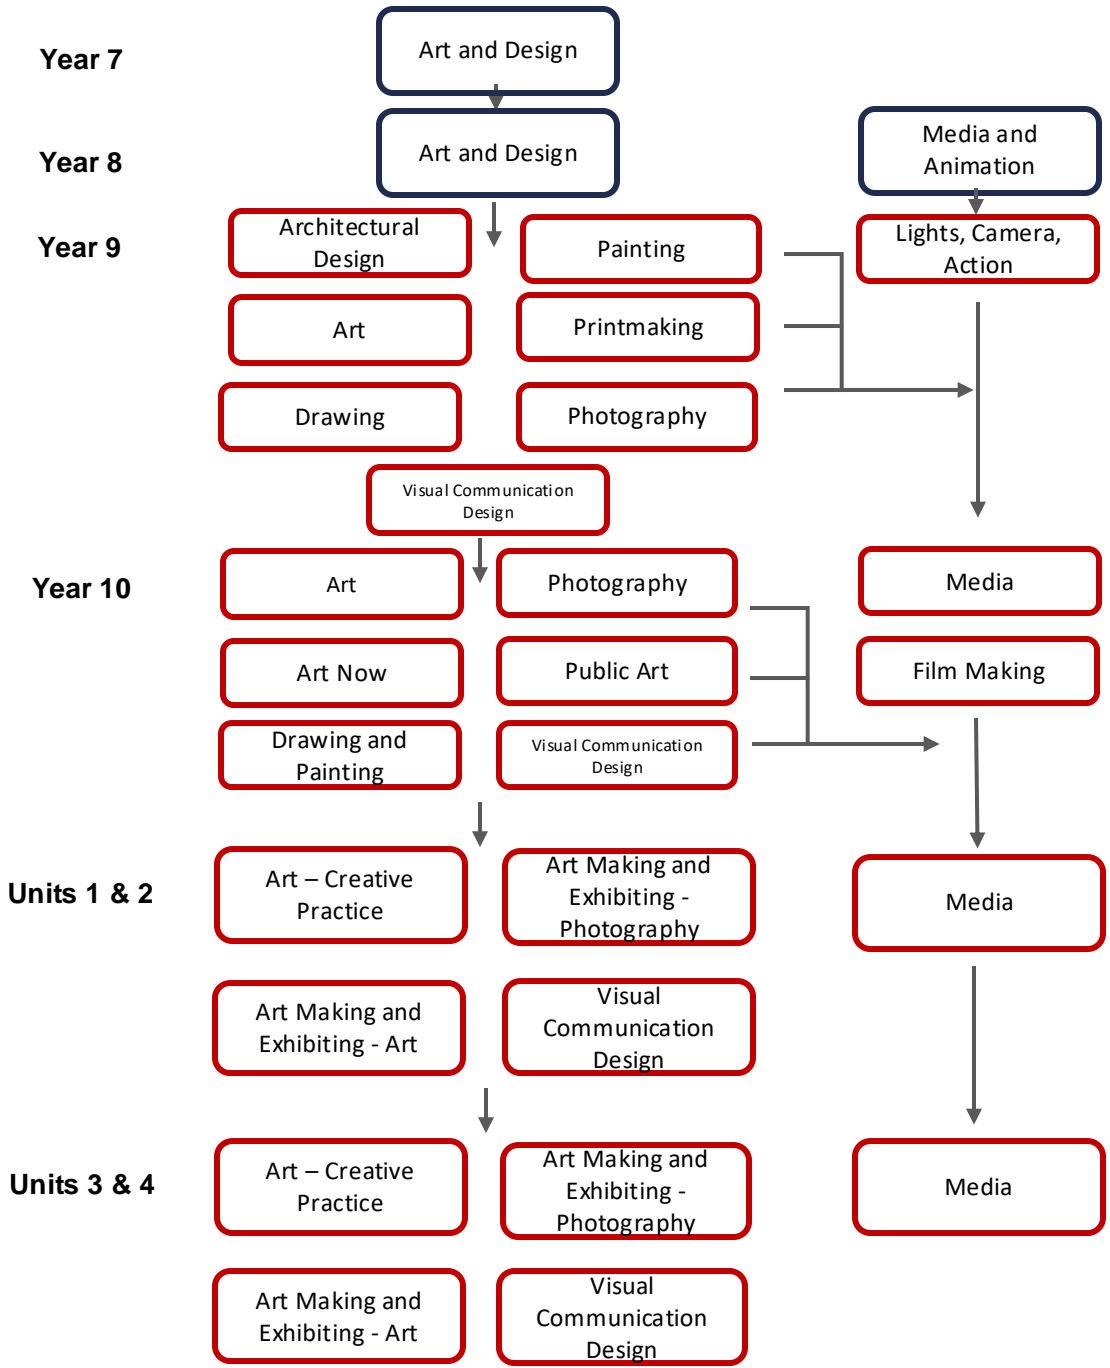 Year 7
Art and Design
Year 8
Art and Design
Media and
Animation
Year 9
Architectural
Design
Painting
Lights, Camera,
Action
Art
Printmaking
Drawing
Photography
Visual Communication
Design
Year 10
Art
Photography
Media
Art Now
Public Art
Film Making
Drawing and
Painting
Visual Communication
Design
Units 1 & 2
Art – Creative
Practice
Art Making and
Exhibiting -
Photography
Media
Art Making and
Exhibiting - Art
Visual
Communication
Design
Units 3 & 4
Art – Creative
Practice
Art Making and
Exhibiting -
Photography
Media
Art Making and
Exhibiting - Art
Visual
Communication
Design